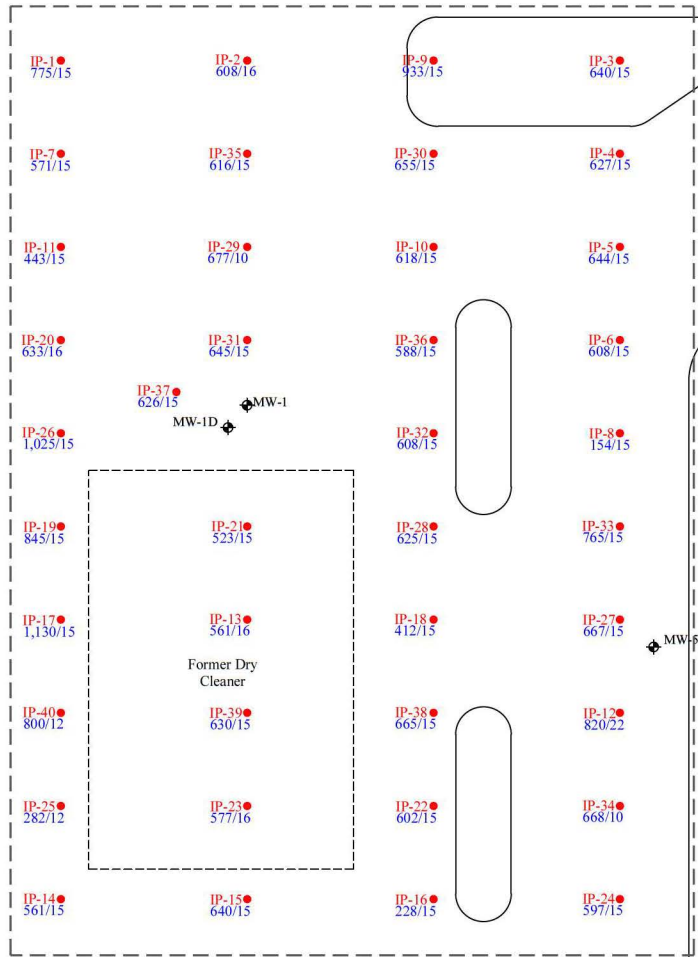 IP-1
775/15
IP-2
608/16
IP-9
933/15
IP-3
640/15
IP-7
571/15
IP-35
616/15
IP-30
655/15
IP-4
627/15
IP-11
443/15
IP-29
677/10
IP-10
618/15
IP-5
644/15
IP-20
633/16
IP-31
645/15
IP-36
588/15
IP-6
608/15
IP-37
626/15
MW-1
MW-1D
IP-26
1,025/15
IP-32
608/15
IP-8
154/15
IP-19
845/15
IP-21
523/15
IP-28
625/15
IP-33
765/15
IP-17
1,130/15
IP-13
561/16
IP-18
412/15
IP-27
667/15
MW-5
Former Dry
Cleaner
IP-40
800/12
IP-39
630/15
IP-38
665/15
IP-12
820/22
IP-25
282/12
IP-23
577/16
IP-22
602/15
IP-34
668/10
IP-14
561/15
IP-15
640/15
IP-16
228/15
IP-24
597/15